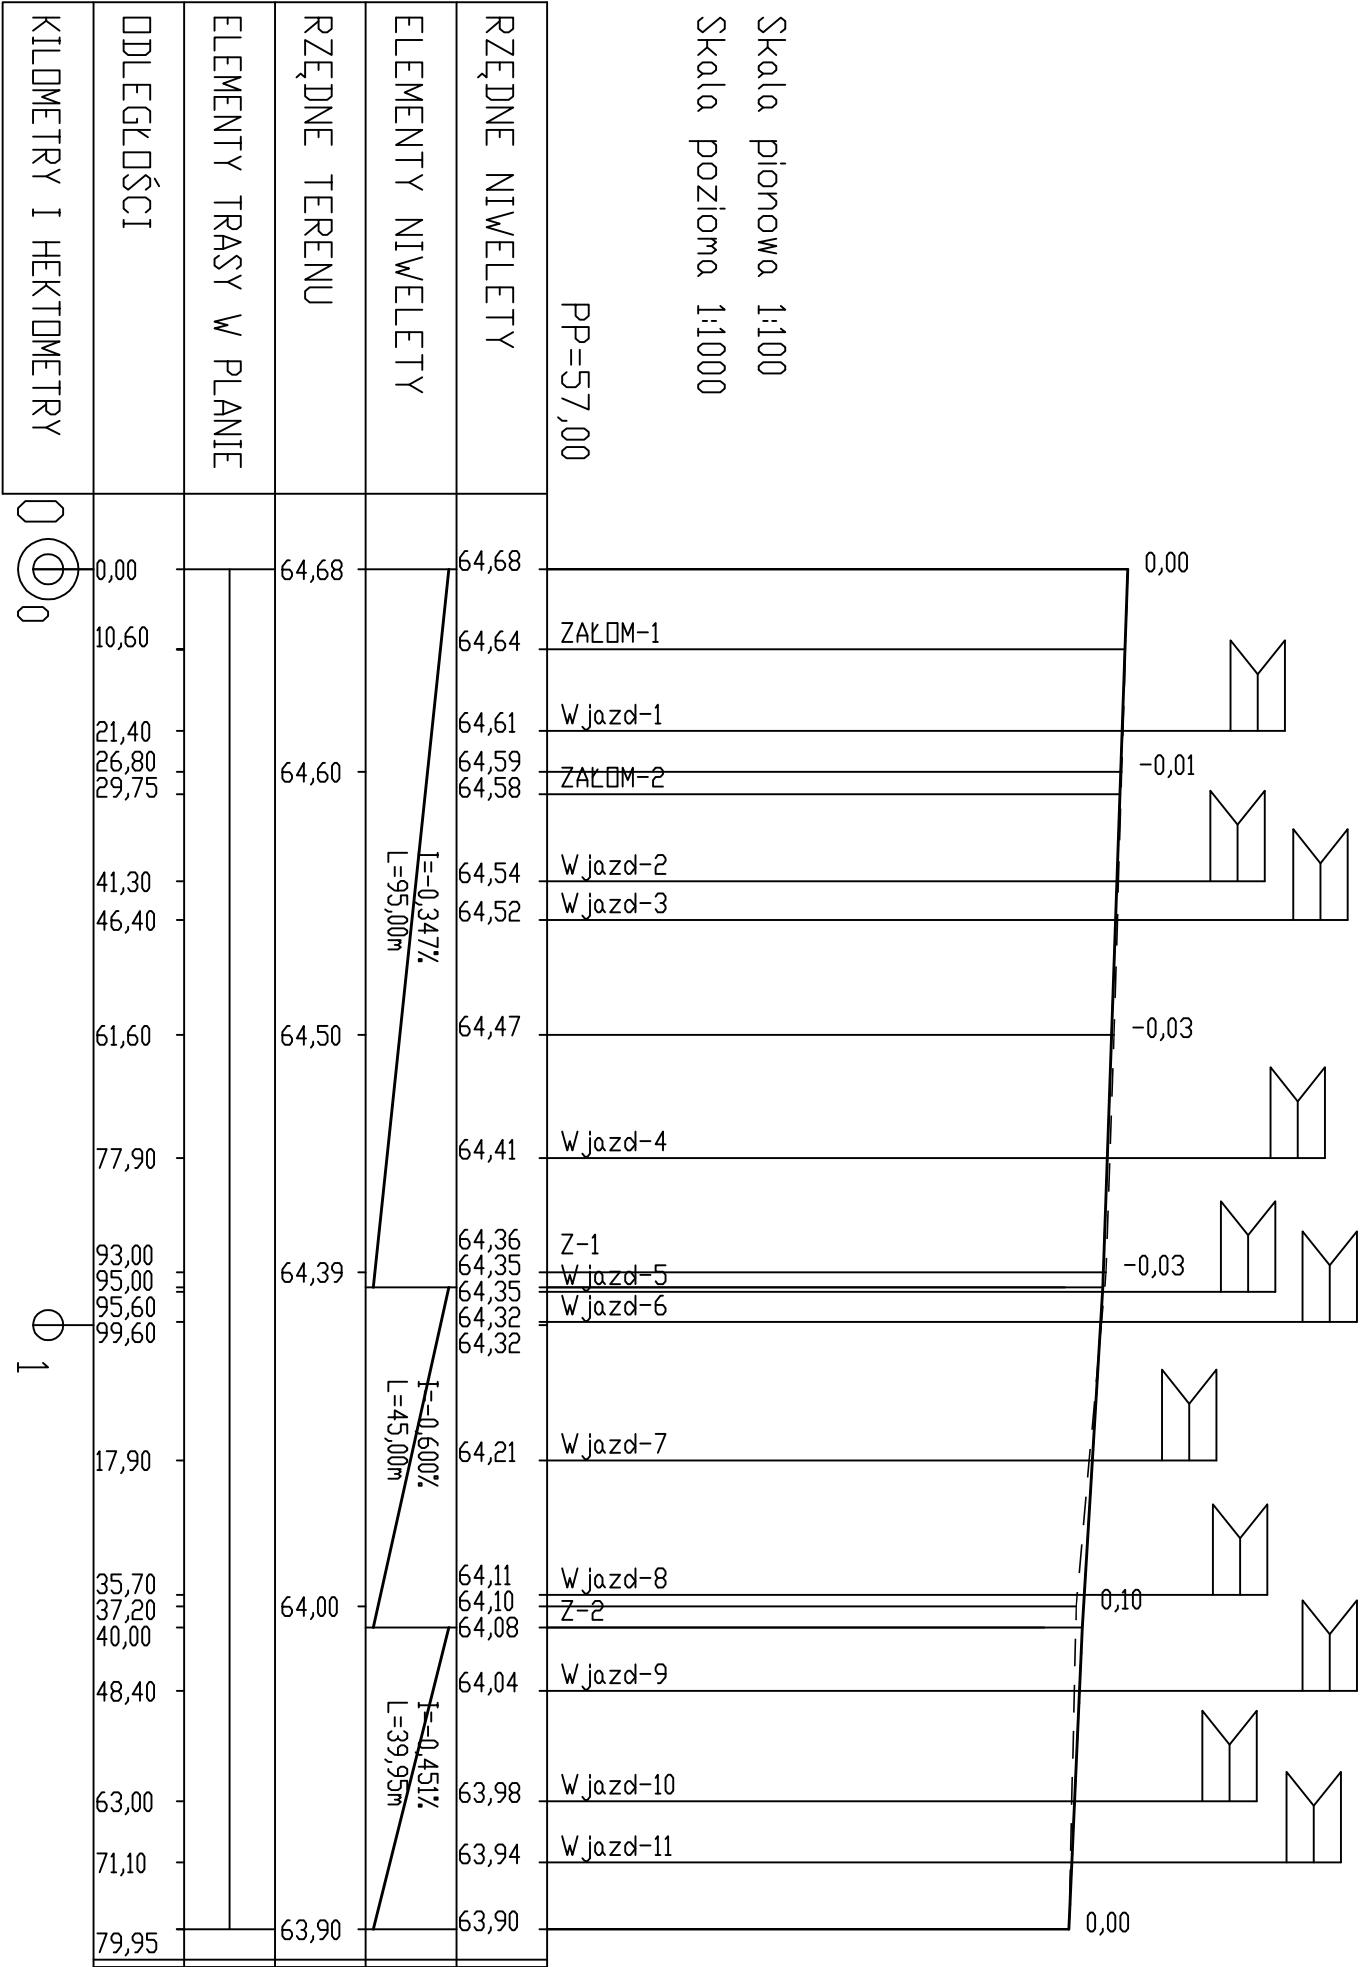 Skala pionowa 1:100
Skala pozioma 1:1000
PP=57,00
RZĘDNE NIWELETY
ELEMENTY NIWELETY
RZĘDNE TERENU
ELEMENTY TRASY W PLANIE
ODLEGŁOŚCI
KILOMETRY I HEKTOMETRY
0,00
-0,01
-0,03
-0,03
0,10
0,00
ZAŁOM-1
Wjazd-1
ZAŁOM-2
Wjazd-2
Wjazd-3
Wjazd-4
Z-1
Wjazd-5
Wjazd-6
Wjazd-7
Wjazd-8
Z-2
Wjazd-9
Wjazd-10
Wjazd-11
64,68
64,64
64,61
64,59
64,58
64,54
64,52
64,47
64,41
64,36
64,35
64,35
64,32
64,32
64,21
64,11
64,10
64,08
64,04
63,98
63,94
63,90
I=-0,347%
L=95,00m
I=-0,600%
L=45,00m
I=-0,451%
L=39,95m
64,68
64,60
64,50
64,39
64,00
63,90
0,00
10,60
21,40
26,80
29,75
41,30
46,40
61,60
77,90
93,00
95,00
95,60
99,60
17,90
35,70
37,20
40,00
48,40
63,00
71,10
79,95
0
0
1